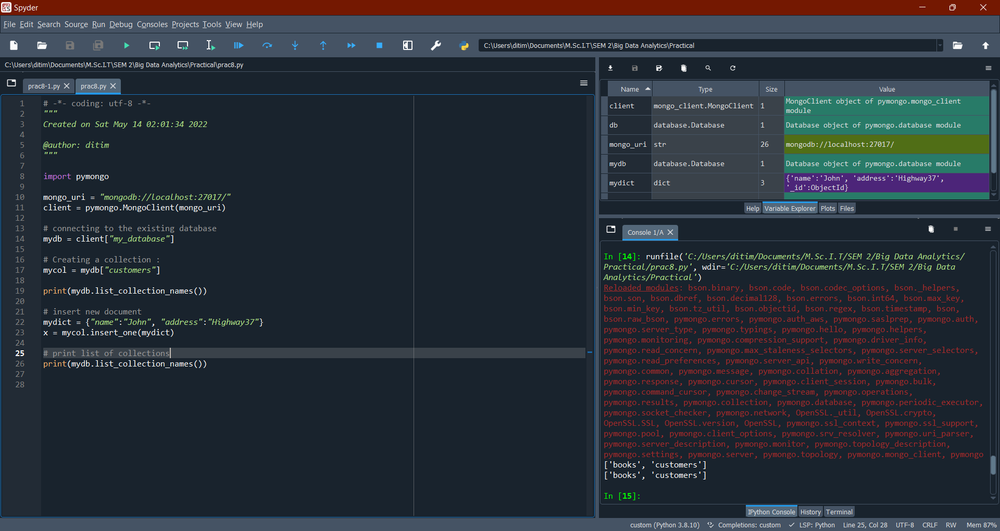 Spyder
File Edit Search Source Run Debug Consoles Projects Tools View Help
C:\Users\ditim\Documents\M.Sc.I.T\SEM 2\Big Data Analytics\Practical
C:\Users\ditim\Documents\M.Sc.I.T\SEM 2\Big Data Analytics\Practical\prac8.py
prac8-1.py prac8.py
1 # -*- coding: utf-8 -*-
2 """
3 Created on Sat May 14 02:01:34 2022
4
5 @author: ditim
6 """
7
8 import pymongo
9
10 mongo_uri = "mongodb://localhost:27017/"
11 client = pymongo.MongoClient(mongo_uri)
12
13 # connecting to the existing database
14 mydb = client["my_database"]
15
16 # Creating a collection :
17 mycol = mydb["customers"]
18
19 print(mydb.list_collection_names())
20
21 # insert new document
22 mydict = {"name":"John", "address":"Highway37"}
23 x = mycol.insert_one(mydict)
24
25 # print list of collections
26 print(mydb.list_collection_names())
27
28
Name Type Size Value
client mongo_client.MongoClient 1 MongoClient object of pymongo.mongo_client
module
db database.Database 1 Database object of pymongo.database module
mongo_uri str 26 mongodb://localhost:27017/
mydb database.Database 1 Database object of pymongo.database module
mydict dict 3 {'name':'John', 'address':'Highway37',
'_id':ObjectId}
Help Variable Explorer Plots Files
Console 1/A
In [14]: runfile('C:/Users/ditim/Documents/M.Sc.I.T/SEM 2/Big Data Analytics/
Practical/prac8.py', wdir='C:/Users/ditim/Documents/M.Sc.I.T/SEM 2/Big Data
Analytics/Practical')
Reloaded modules: bson.binary, bson.code, bson.codec_options, bson._helpers,
bson.son, bson.dbref, bson.decimal128, bson.errors, bson.int64, bson.max_key,
bson.min_key, bson.tz_util, bson.objectid, bson.regex, bson.timestamp, bson,
bson.raw_bson, pymongo.errors, pymongo.auth_aws, pymongo.saslprep, pymongo.auth,
pymongo.server_type, pymongo.typings, pymongo.hello, pymongo.helpers,
pymongo.monitoring, pymongo.compression_support, pymongo.driver_info,
pymongo.read_concern, pymongo.max_staleness_selectors, pymongo.server_selectors,
pymongo.read_preferences, pymongo.server_api, pymongo.write_concern,
pymongo.common, pymongo.message, pymongo.collation, pymongo.aggregation,
pymongo.response, pymongo.cursor, pymongo.client_session, pymongo.bulk,
pymongo.command_cursor, pymongo.change_stream, pymongo.operations,
pymongo.results, pymongo.collection, pymongo.database, pymongo.periodic_executor,
pymongo.socket_checker, pymongo.network, OpenSSL._util, OpenSSL.crypto,
OpenSSL.SSL, OpenSSL.version, OpenSSL, pymongo.ssl_context, pymongo.ssl_support,
pymongo.pool, pymongo.client_options, pymongo.srv_resolver, pymongo.uri_parser,
pymongo.server_description, pymongo.monitor, pymongo.topology_description,
pymongo.settings, pymongo.server, pymongo.topology, pymongo.mongo_client, pymongo
['books', 'customers']
['books', 'customers']
In [15]:
IPython Console History Terminal
custom (Python 3.8.10) Completions: custom LSP: Python Line 25, Col 28 UTF-8 CRLF RW Mem 87%